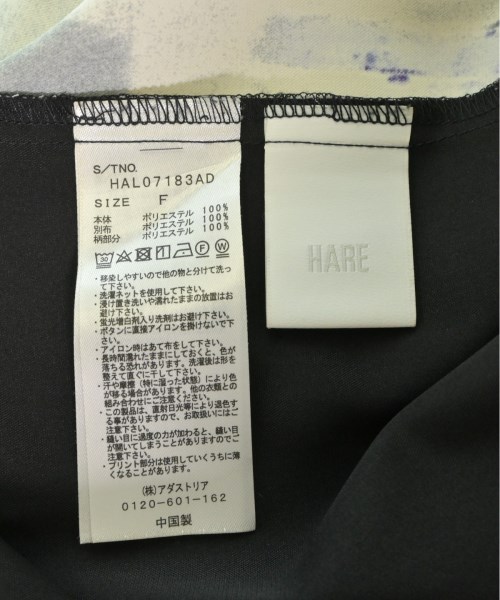 S/TNO.
HAL07183AD
SIZE F
本体 ポリエステル 100%
別布 ポリエステル 100%
柄部分 ポリエステル 100%
30
F W
・移染しやすいので他の物と分けて洗っ
て下さい。
・洗濯ネットを使用して下さい。
・浸け置き洗いや濡れたままの放置はお
避け下さい。
・蛍光増白剤入り洗剤はお避け下さい。
・ボタンに直接アイロンを掛けないで下
さい。
・アイロン時はあて布をして下さい。
・長時間濡れたままにしておくと、色が
落ちる恐れがあります。洗濯後は形を
整えて直ぐに干して下さい。
・汗や摩擦（特に湿った状態）により色
が移る場合があります。他の衣類との
組み合わせにご注意下さい。
・この製品は、直射日光等により退色す
る事がありますので、お取扱いにはご
注意下さい。
・縫い目に過度の力が加わると、縫い目
が開いてしまうことがありますのでご
注意下さい。
・プリント部分は使用していくうちに薄
くなることがあります。
(株)アダストリア
0120-601-162
中国製
HARE